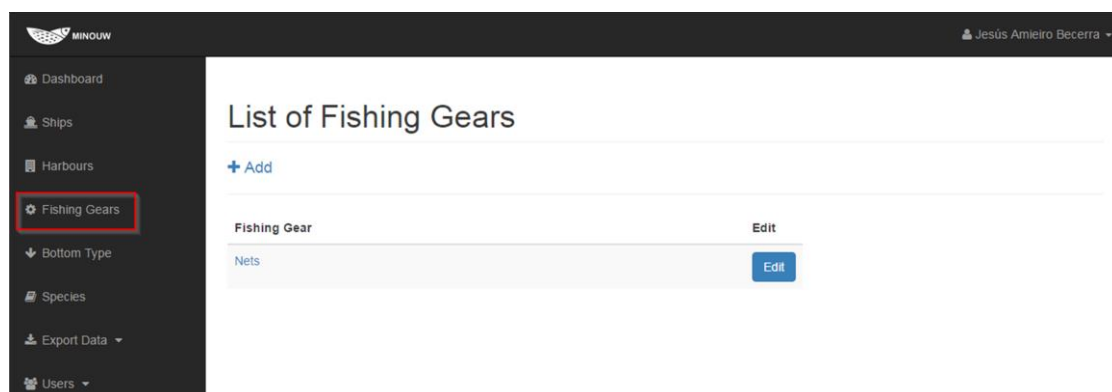 MINOUW
Jesús Amieiro Becerra
Dashboard
Ships
Harbours
Fishing Gears
Bottom Type
Species
Export Data
Users
List of Fishing Gears
+ Add
Fishing Gear Edit
Nets Edit